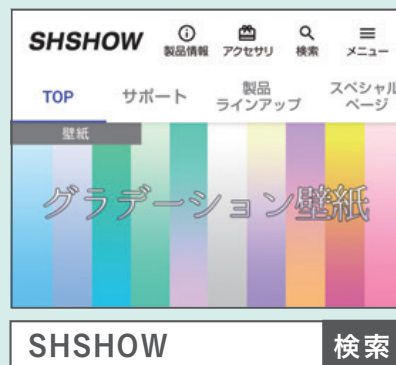 SHSHOW
製品情報
アクセサリ
検索
メニュー
TOP
サポート
製品
ラインアップ
スペシャル
ページ
壁紙
グラデーション壁紙
SHSHOW
検索